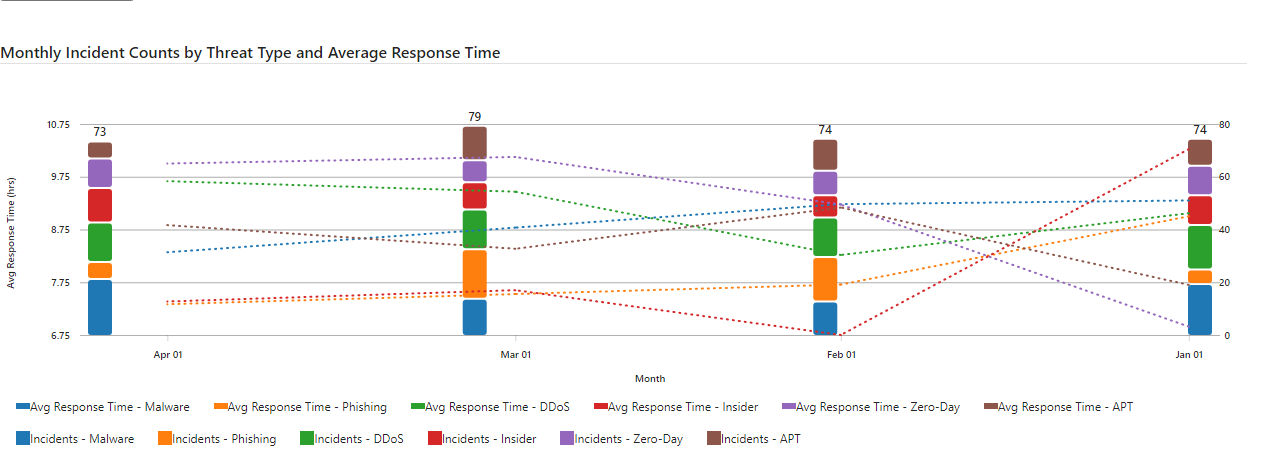 Monthly Incident Counts by Threat Type and Average Response Time
73
79
74
74
10.75
9.75
8.75
7.75
6.75
Avg Response Time (hrs)
80
60
40
20
0
Apr 01
Mar 01
Feb 01
Jan 01
Month
Avg Response Time - Malware
Avg Response Time - Phishing
Avg Response Time - DDoS
Avg Response Time - Insider
Avg Response Time - Zero-Day
Avg Response Time - APT
Incidents - Malware
Incidents - Phishing
Incidents - DDoS
Incidents - Insider
Incidents - Zero-Day
Incidents - APT